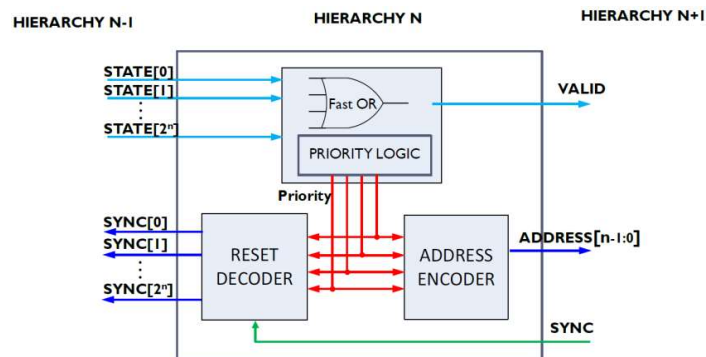 HIERARCHY N-1
HIERARCHY N
HIERARCHY N+1
STATE[0]
STATE[1]
STATE[2ⁿ]
Fast OR
VALID
PRIORITY LOGIC
Priority
SYNC[0]
SYNC[1]
SYNC[2ⁿ]
RESET
DECODER
ADDRESS
ENCODER
ADDRESS[n-1:0]
SYNC